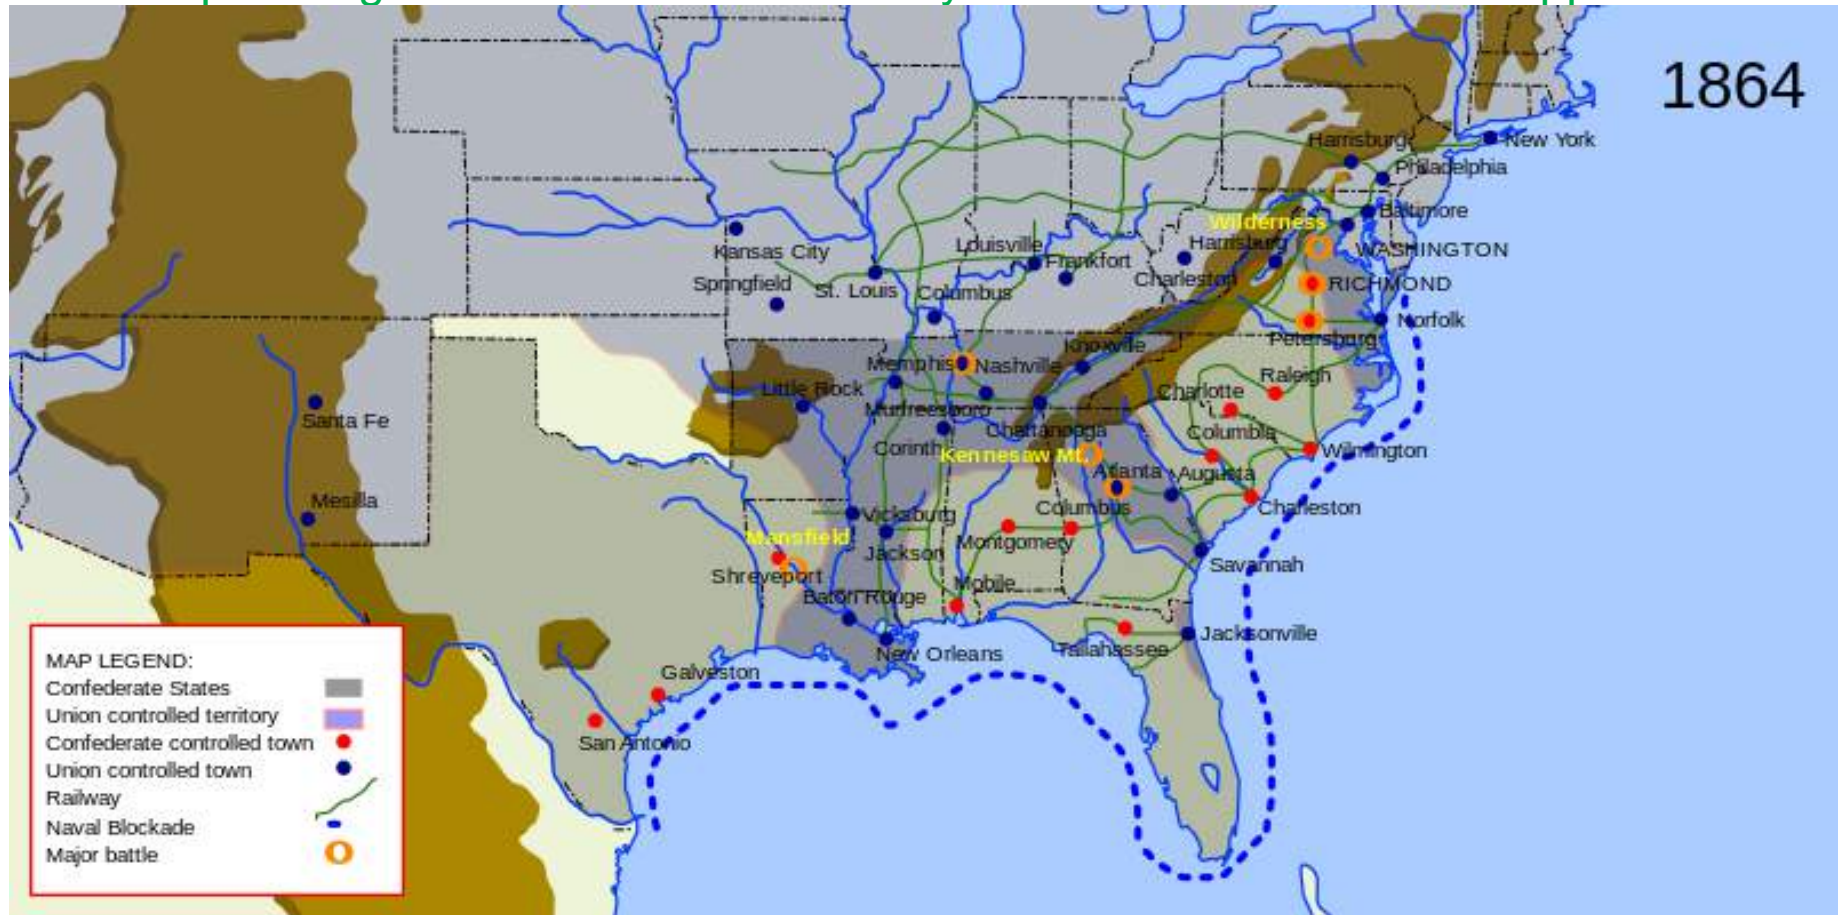 1864
Harrisburg
New York
Philadelphia
Baltimore
Wilderness
WASHINGTON
Harrisburg
Louisville
Frankfort
Charleston
Kansas City
Springfield
St. Louis
Columbus
RICHMOND
Norfolk
Petersburg
Knoxville
Memphis
Nashville
Little Rock
Murfreesboro
Raleigh
Charlotte
Santa Fe
Corinth
Chattanooga
Columbia
Kennesaw Mt.
Wilmington
Atlanta
Augusta
Mesilla
Vicksburg
Columbus
Charleston
Mansfield
Jackson
Montgomery
Shreveport
Savannah
Mobile
Baton Rouge
Jacksonville
New Orleans
Tallahassee
Galveston
San Antonio
MAP LEGEND:
Confederate States
Union controlled territory
Confederate controlled town
Union controlled town
Railway
Naval Blockade
Major battle